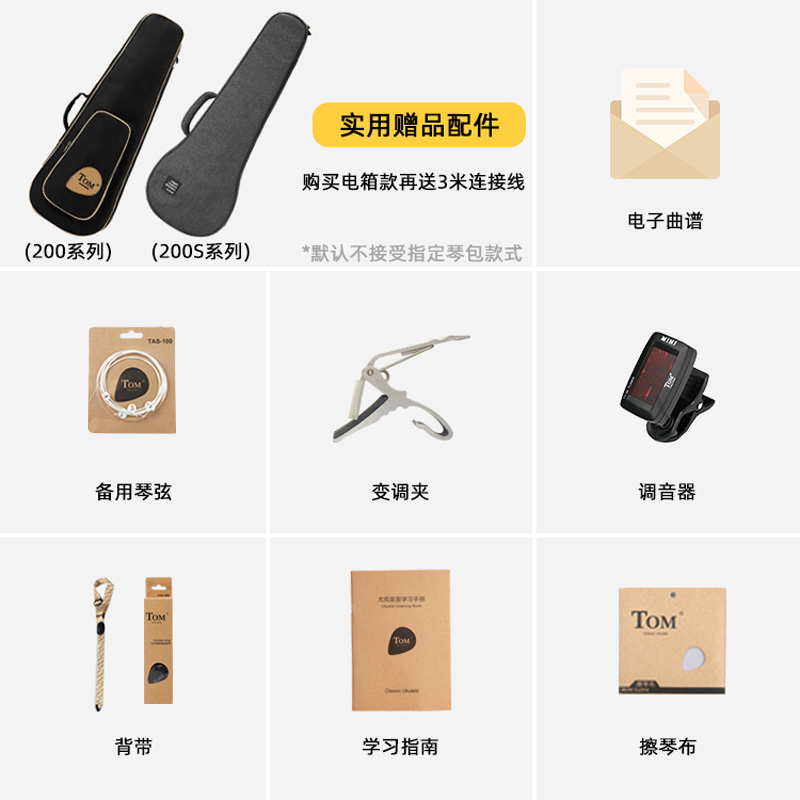 TOM
(200系列)
(200S系列)
实用赠品配件
购买电箱款再送3米连接线
*默认不接受指定琴包款式
电子曲谱
TAS-100
TOM
备用琴弦
变调夹
MINI
TOM
调音器
TOM
背带
尤克里里学习手册
Ukulele Learning Book
TOM
Classic Ukulele
学习指南
TOM
Classic Ukulele
擦琴布